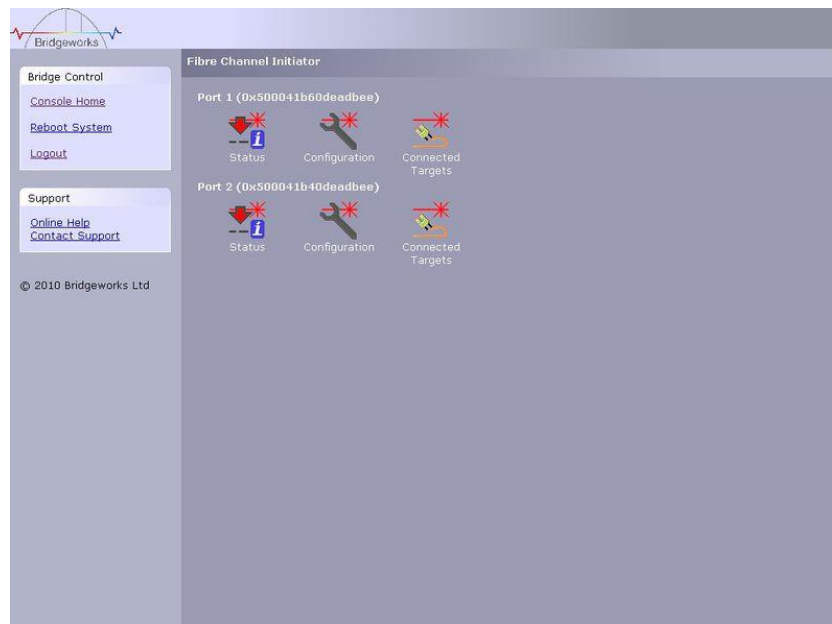 Bridgeworks
Bridge Control
Console Home
Reboot System
Logout
Support
Online Help
Contact Support
© 2010 Bridgeworks Ltd
Fibre Channel Initiator
Port 1 (0x500041b60deadbee)
Status
Configuration
Connected
Targets
Port 2 (0x500041b40deadbee)
Status
Configuration
Connected
Targets